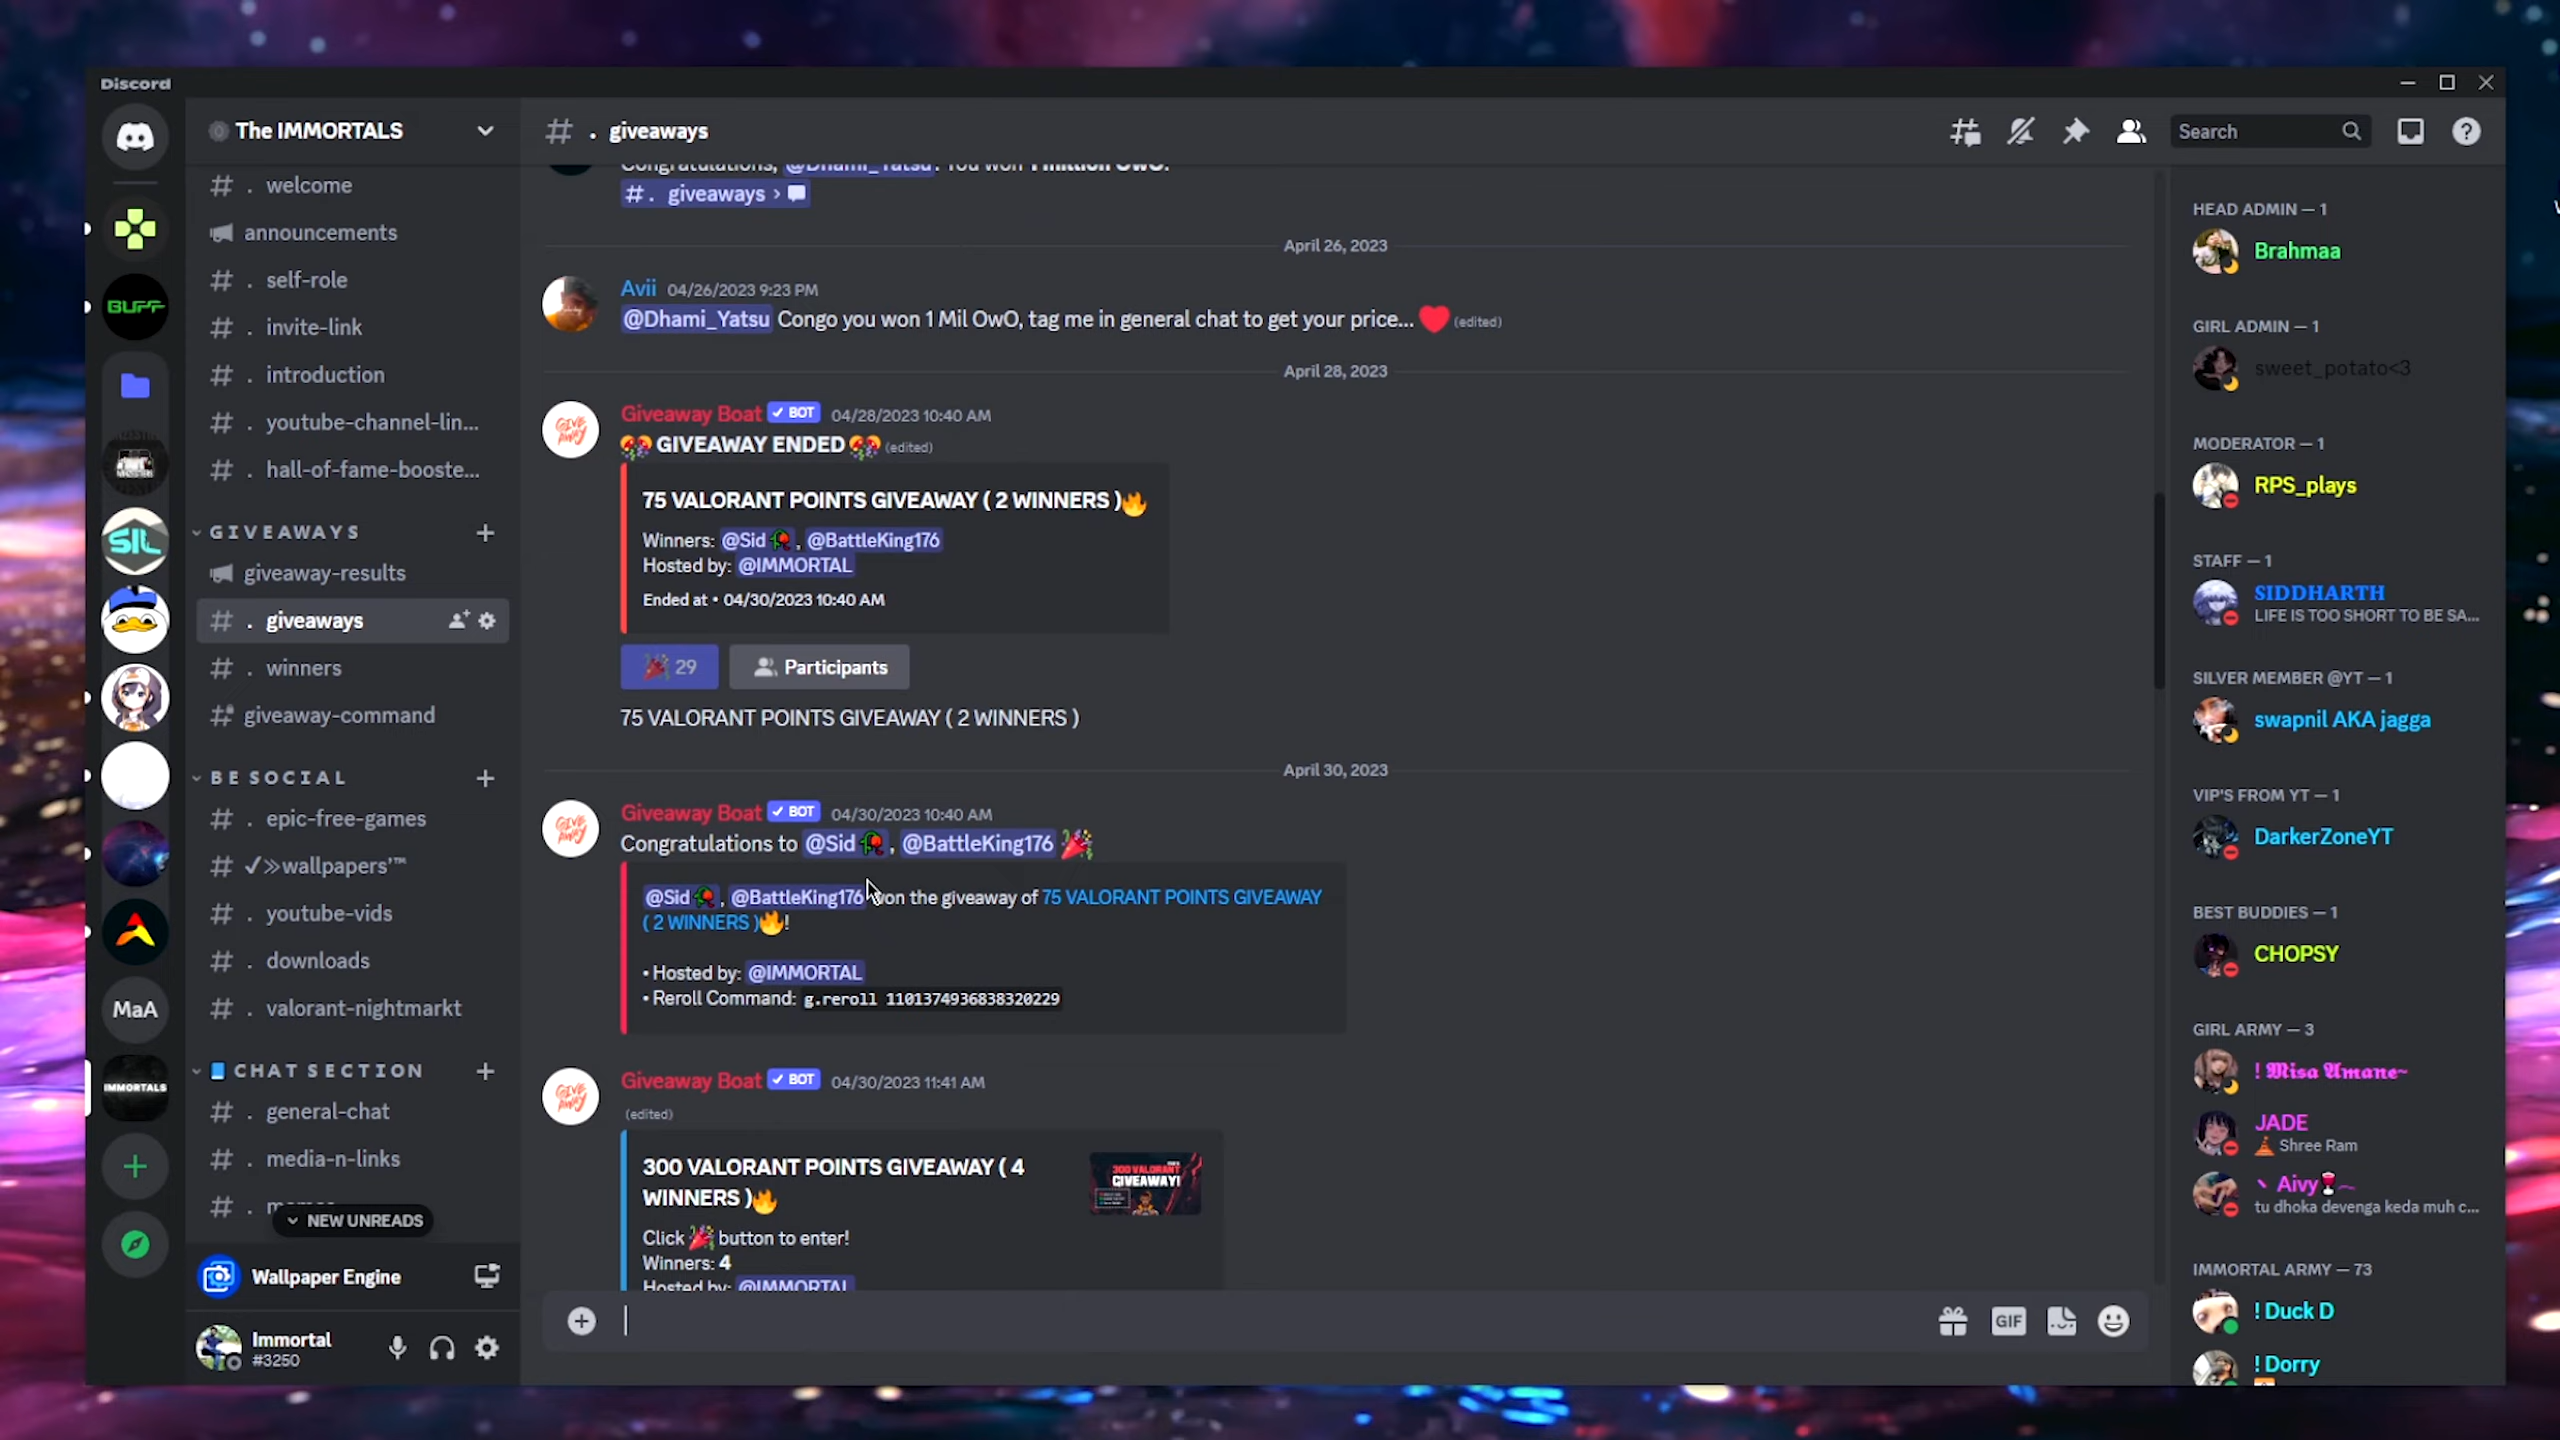 Discord
The IMMORTALS
# . welcome
announcements
# . self-role
# . invite-link
# . introduction
# . youtube-channel-lin...
# . hall-of-fame-booste...
GIVEAWAYS
giveaway-results
# . giveaways
# . winners
# giveaway-command
BE SOCIAL
# . epic-free-games
# ✓≫wallpapers'™
# . youtube-vids
# . downloads
# . valorant-nightmarkt
📘 CHAT SECTION
# . general-chat
# . media-n-links
NEW UNREADS
Wallpaper Engine
Immortal
#3250
BUFF
SIL
MaA
IMMORTALS
# . giveaways
Search
Congratulations, @Dhami_Yatsu. You won 1 million OwO.
#. giveaways ›
April 26, 2023
Avii 04/26/2023 9:23 PM
@Dhami_Yatsu Congo you won 1 Mil OwO, tag me in general chat to get your price... ❤ (edited)
April 28, 2023
Giveaway Boat ✓ BOT 04/28/2023 10:40 AM
GIVEAWAY ENDED (edited)
75 VALORANT POINTS GIVEAWAY ( 2 WINNERS )🔥
Winners: @Sid🥀, @BattleKing176
Hosted by: @IMMORTAL
Ended at • 04/30/2023 10:40 AM
🎉 29
Participants
75 VALORANT POINTS GIVEAWAY ( 2 WINNERS )
April 30, 2023
Giveaway Boat ✓ BOT 04/30/2023 10:40 AM
Congratulations to @Sid🥀, @BattleKing176 🎉
@Sid🥀, @BattleKing176 won the giveaway of 75 VALORANT POINTS GIVEAWAY
( 2 WINNERS )🔥!
• Hosted by: @IMMORTAL
• Reroll Command: g.reroll 1101374936838320229
Giveaway Boat ✓ BOT 04/30/2023 11:41 AM
(edited)
300 VALORANT POINTS GIVEAWAY ( 4
WINNERS )🔥
300 VALORANT
GIVEAWAY!
Click 🎉 button to enter!
Winners: 4
Hosted by: @IMMORTAL
GIF
HEAD ADMIN — 1
Brahmaa
GIRL ADMIN — 1
sweet_potato<3
MODERATOR — 1
RPS_plays
STAFF — 1
SIDDHARTH
LIFE IS TOO SHORT TO BE SA...
SILVER MEMBER @YT — 1
swapnil AKA jagga
VIP'S FROM YT — 1
DarkerZoneYT
BEST BUDDIES — 1
CHOPSY
GIRL ARMY — 3
! 𝕸𝖎𝖘𝖆 𝖀𝖒𝖆𝖓𝖊~
JADE
Shree Ram
Aivy🍷
tu dhoka devenga keda muh c...
IMMORTAL ARMY — 73
! Duck D
! Dorry